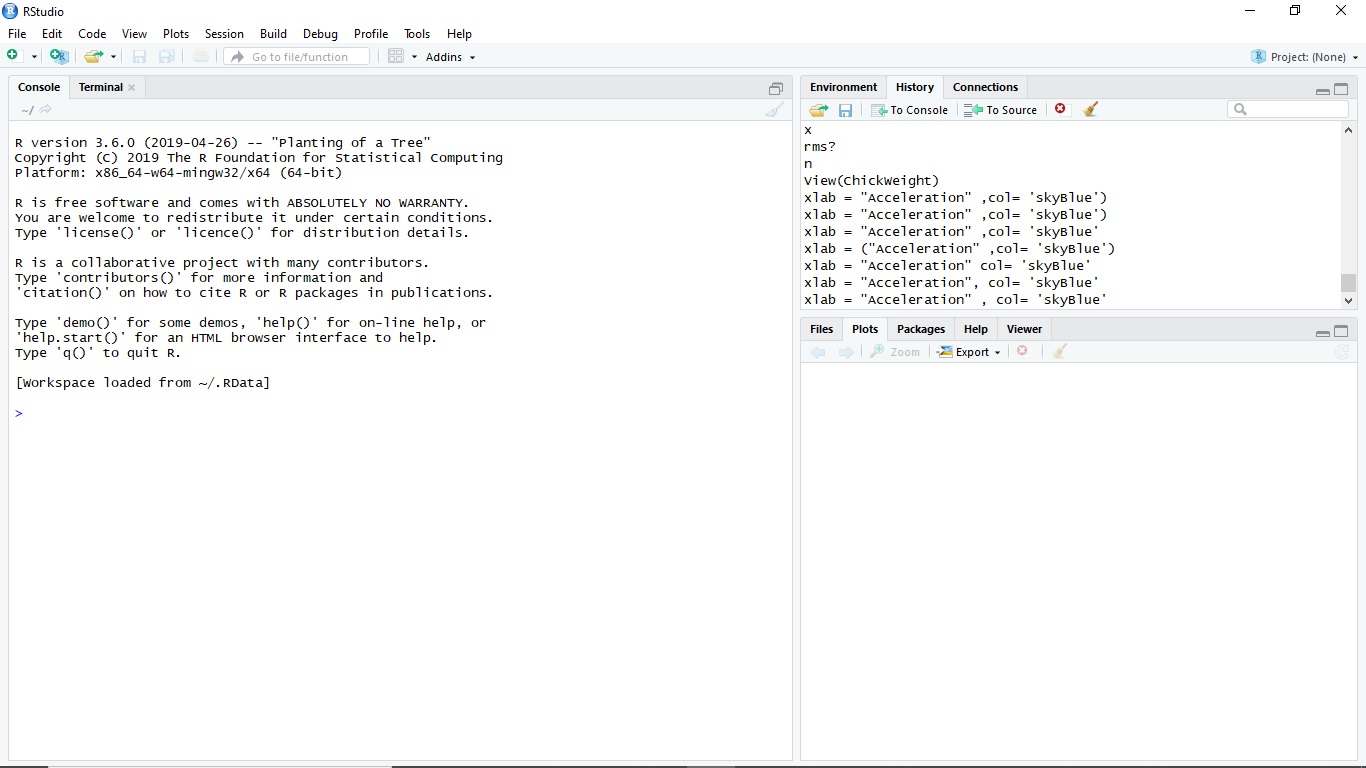 RStudio
File Edit Code View Plots Session Build Debug Profile Tools Help
Go to file/function Addins Project: (None)
Console Terminal
~/
R version 3.6.0 (2019-04-26) -- "Planting of a Tree"
Copyright (C) 2019 The R Foundation for Statistical Computing
Platform: x86_64-w64-mingw32/x64 (64-bit)
R is free software and comes with ABSOLUTELY NO WARRANTY.
You are welcome to redistribute it under certain conditions.
Type 'license()' or 'licence()' for distribution details.
R is a collaborative project with many contributors.
Type 'contributors()' for more information and
'citation()' on how to cite R or R packages in publications.
Type 'demo()' for some demos, 'help()' for on-line help, or
'help.start()' for an HTML browser interface to help.
Type 'q()' to quit R.
[Workspace loaded from ~/.RData]
>
Environment History Connections
To Console To Source
x
rms?
n
View(ChickWeight)
xlab = "Acceleration" ,col= 'skyBlue')
xlab = "Acceleration" ,col= 'skyBlue')
xlab = "Acceleration" ,col= 'skyBlue'
xlab = ("Acceleration" ,col= 'skyBlue')
xlab = "Acceleration" col= 'skyBlue'
xlab = "Acceleration", col= 'skyBlue'
xlab = "Acceleration" , col= 'skyBlue'
Files Plots Packages Help Viewer
Zoom Export